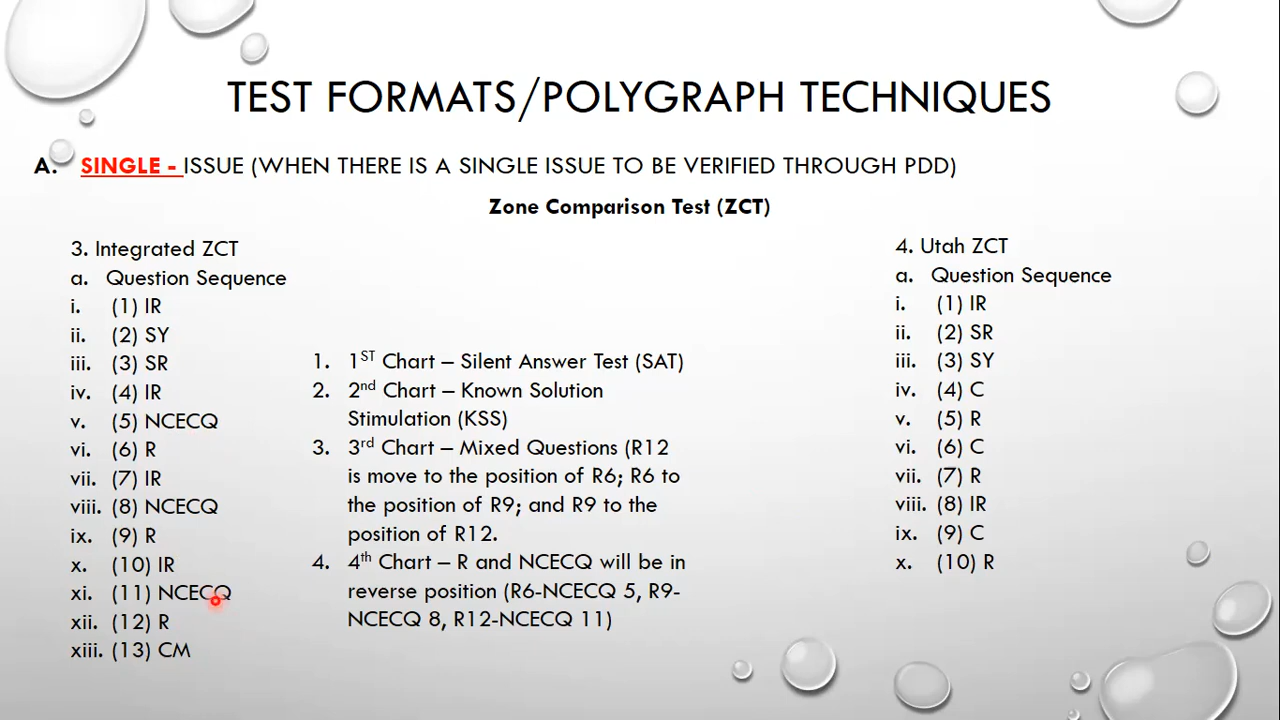 TEST FORMATS/POLYGRAPH TECHNIQUES
A. SINGLE - ISSUE (WHEN THERE IS A SINGLE ISSUE TO BE VERIFIED THROUGH PDD)
Zone Comparison Test (ZCT)
3. Integrated ZCT
a. Question Sequence
i. (1) IR
ii. (2) SY
iii. (3) SR
iv. (4) IR
v. (5) NCECQ
vi. (6) R
vii. (7) IR
viii. (8) NCECQ
ix. (9) R
x. (10) IR
xi. (11) NCECQ
xii. (12) R
xiii. (13) CM
1. 1ST Chart – Silent Answer Test (SAT)
2. 2nd Chart – Known Solution
Stimulation (KSS)
3. 3rd Chart – Mixed Questions (R12
is move to the position of R6; R6 to
the position of R9; and R9 to the
position of R12.
4. 4th Chart – R and NCECQ will be in
reverse position (R6-NCECQ 5, R9-
NCECQ 8, R12-NCECQ 11)
4. Utah ZCT
a. Question Sequence
i. (1) IR
ii. (2) SR
iii. (3) SY
iv. (4) C
v. (5) R
vi. (6) C
vii. (7) R
viii. (8) IR
ix. (9) C
x. (10) R